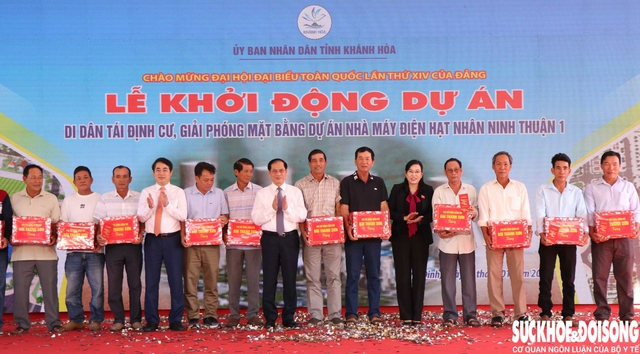 KHÁNH HÒA
ỦY BAN NHÂN DÂN TỈNH KHÁNH HÒA
CHÀO MỪNG ĐẠI HỘI ĐẠI BIỂU TOÀN QUỐC LẦN THỨ XIV CỦA ĐẢNG
LỄ KHỞI ĐỘNG DỰ ÁN
DI DÂN TÁI ĐỊNH CƯ, GIẢI PHÓNG MẶT BẰNG DỰ ÁN NHÀ MÁY ĐIỆN HẠT NHÂN NINH THUẬN 1
SỨC KHỎE&ĐỜI SỐNG
CƠ QUAN NGÔN LUẬN CỦA BỘ Y TẾ